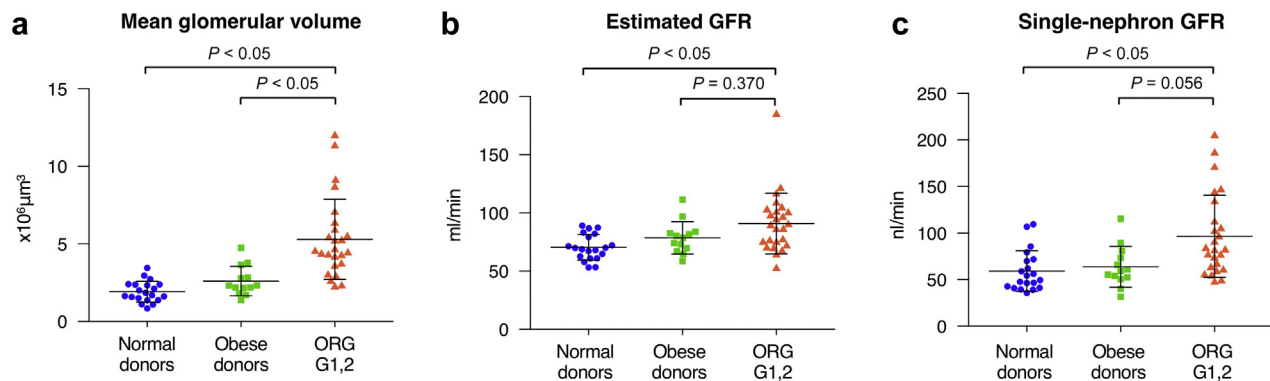 a
Mean glomerular volume
P < 0.05
P < 0.05
15
10
5
0
x10⁶µm³
Normal donors
Obese donors
ORG G1,2
b
Estimated GFR
P < 0.05
P = 0.370
200
150
100
50
0
ml/min
Normal donors
Obese donors
ORG G1,2
c
Single-nephron GFR
P < 0.05
P = 0.056
250
200
150
100
50
0
nl/min
Normal donors
Obese donors
ORG G1,2